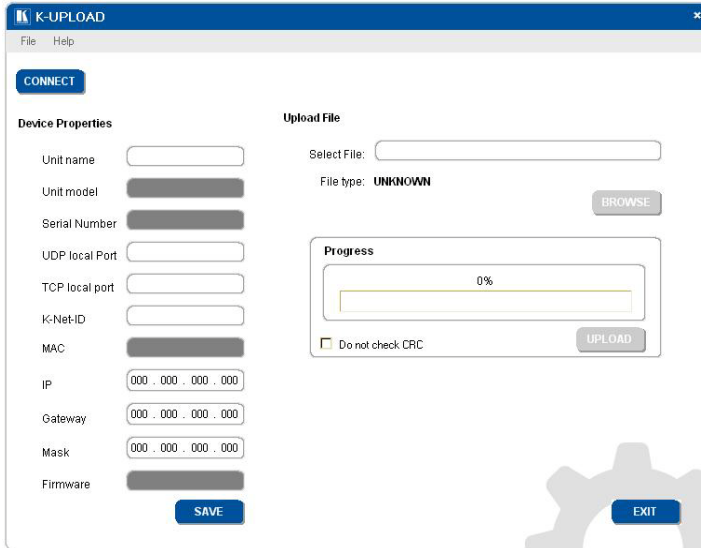 K-UPLOAD
×
File Help
CONNECT
Device Properties
Unit name
Unit model
Serial Number
UDP local Port
TCP local port
K-Net-ID
MAC
IP 000 . 000 . 000 . 000
Gateway 000 . 000 . 000 . 000
Mask 000 . 000 . 000 . 000
Firmware
SAVE
Upload File
Select File:
File type: UNKNOWN
BROWSE
Progress
0%
Do not check CRC
UPLOAD
EXIT